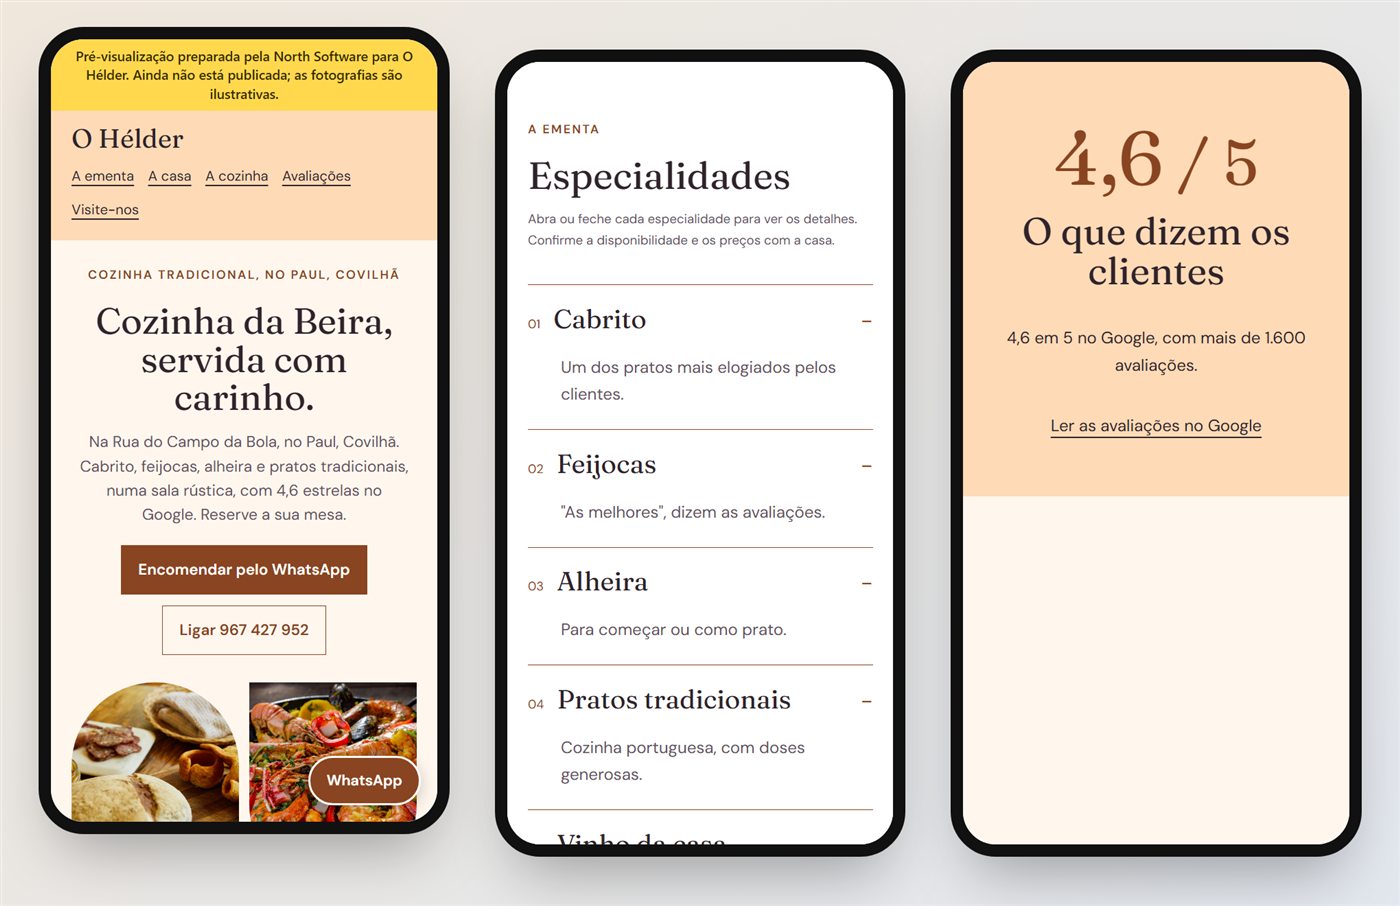 Pré-visualização preparada pela North Software para O
Hélder. Ainda não está publicada; as fotografias são
ilustrativas.
O Hélder
A ementa A casa A cozinha Avaliações
Visite-nos
COZINHA TRADICIONAL, NO PAUL, COVILHÃ
Cozinha da Beira,
servida com
carinho.
Na Rua do Campo da Bola, no Paul, Covilhã.
Cabrito, feijocas, alheira e pratos tradicionais,
numa sala rústica, com 4,6 estrelas no
Google. Reserve a sua mesa.
Encomendar pelo WhatsApp
Ligar 967 427 952
WhatsApp
A EMENTA
Especialidades
Abra ou feche cada especialidade para ver os detalhes.
Confirme a disponibilidade e os preços com a casa.
01 Cabrito –
Um dos pratos mais elogiados pelos
clientes.
02 Feijocas –
"As melhores", dizem as avaliações.
03 Alheira –
Para começar ou como prato.
04 Pratos tradicionais –
Cozinha portuguesa, com doses
generosas.
Vinho da casa
4,6 / 5
O que dizem os
clientes
4,6 em 5 no Google, com mais de 1.600
avaliações.
Ler as avaliações no Google